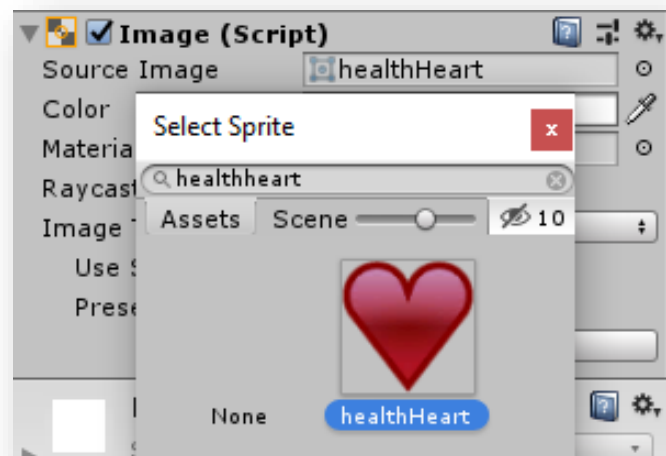 Image (Script)
Source Image healthHeart
Color
Select Sprite x
Materia
healthheart
Raycast
Assets Scene 10
Image
Use
Prese
None healthHeart